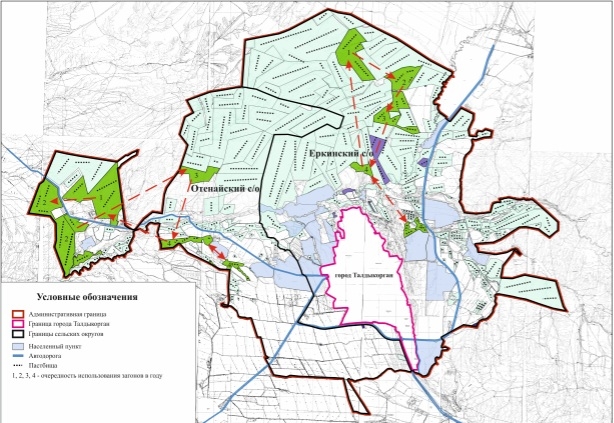 Еркинский с/о
Отенайский с/о
город Талдыкорган
Условные обозначения
Административная граница
Граница города Талдыкорган
Границы сельских округов
Населенный пункт
Автодорога
Пастбища
1, 2, 3, 4 - очередность использования загонов в году